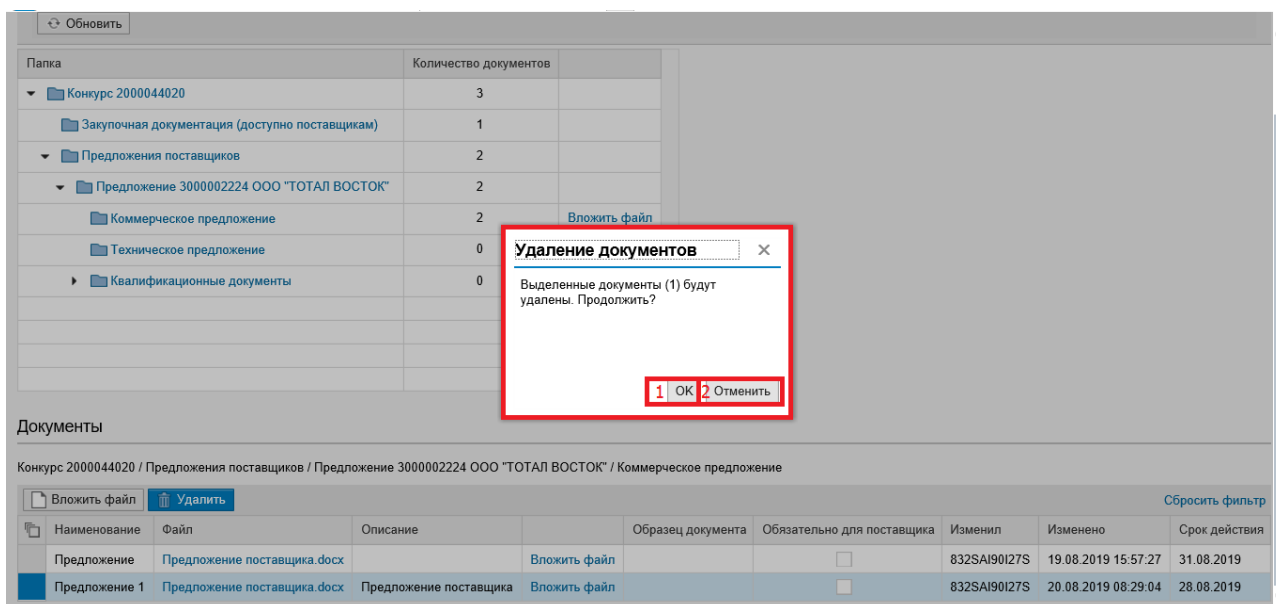 Обновить
Папка Количество документов
Конкурс 2000044020 3
Закупочная документация (доступно поставщикам) 1
Предложения поставщиков 2
Предложение 3000002224 ООО "ТОТАЛ ВОСТОК" 2
Коммерческое предложение 2 Вложить файл
Техническое предложение 0
Квалификационные документы 0
Удаление документов
Выделенные документы (1) будут
удалены. Продолжить?
1 OK 2 Отменить
Документы
Конкурс 2000044020 / Предложения поставщиков / Предложение 3000002224 ООО "ТОТАЛ ВОСТОК" / Коммерческое предложение
Вложить файл Удалить Сбросить фильтр
Наименование Файл Описание Образец документа Обязательно для поставщика Изменил Изменено Срок действия
Предложение Предложение поставщика.docx Вложить файл 832SAI90I27S 19.08.2019 15:57:27 31.08.2019
Предложение 1 Предложение поставщика.docx Предложение поставщика Вложить файл 832SAI90I27S 20.08.2019 08:29:04 28.08.2019